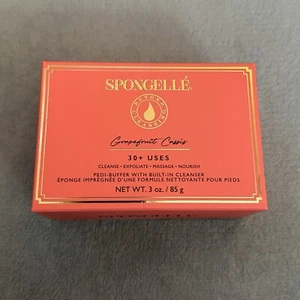 SPONGELLÉ
Grapefruit Cassis
30+ USES
CLEANSE • EXFOLIATE • MASSAGE • NOURISH
PEDI-BUFFER WITH BUILT-IN CLEANSER
ÉPONGE IMPRÉGNÉE D'UNE FORMULE NETTOYANTE POUR PIEDS
NET WT. 3 oz. / 85 g
SPONGELLÉ